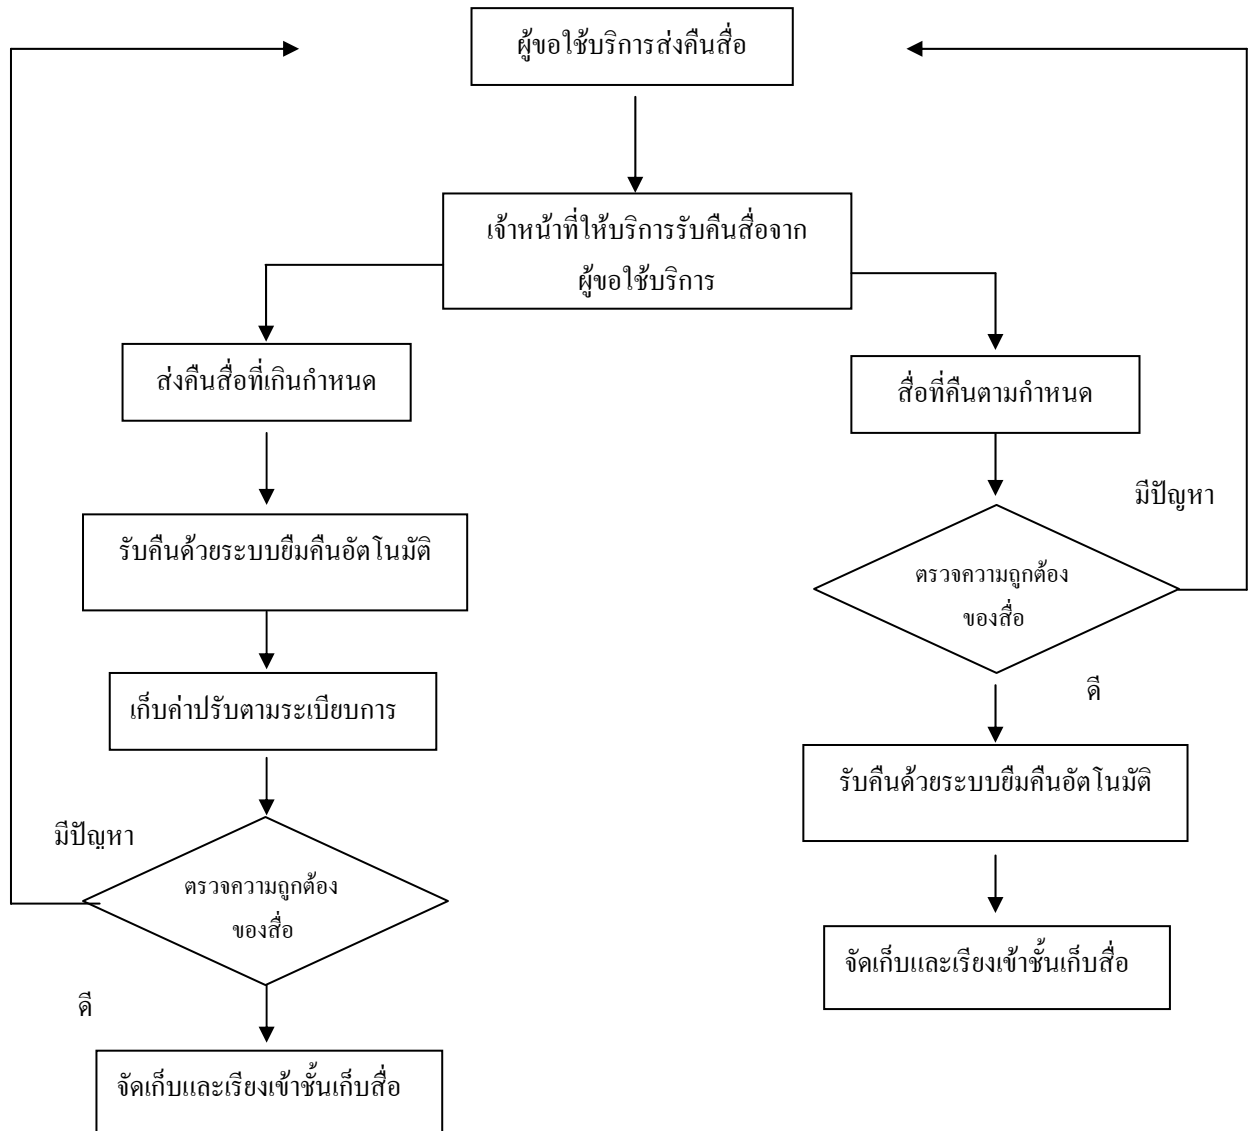 ผู้ขอใช้บริการส่งคืนสื่อ
เจ้าหน้าที่ให้บริการรับคืนสื่อจาก
ผู้ขอใช้บริการ
ส่งคืนสื่อที่เกินกำหนด
สื่อที่คืนตามกำหนด
มีปัญหา
รับคืนด้วยระบบยืมคืนอัตโนมัติ
ตรวจความถูกต้อง
ของสื่อ
ดี
เก็บค่าปรับตามระเบียบการ
รับคืนด้วยระบบยืมคืนอัตโนมัติ
มีปัญหา
ตรวจความถูกต้อง
ของสื่อ
จัดเก็บและเรียงเข้าชั้นเก็บสื่อ
ดี
จัดเก็บและเรียงเข้าชั้นเก็บสื่อ